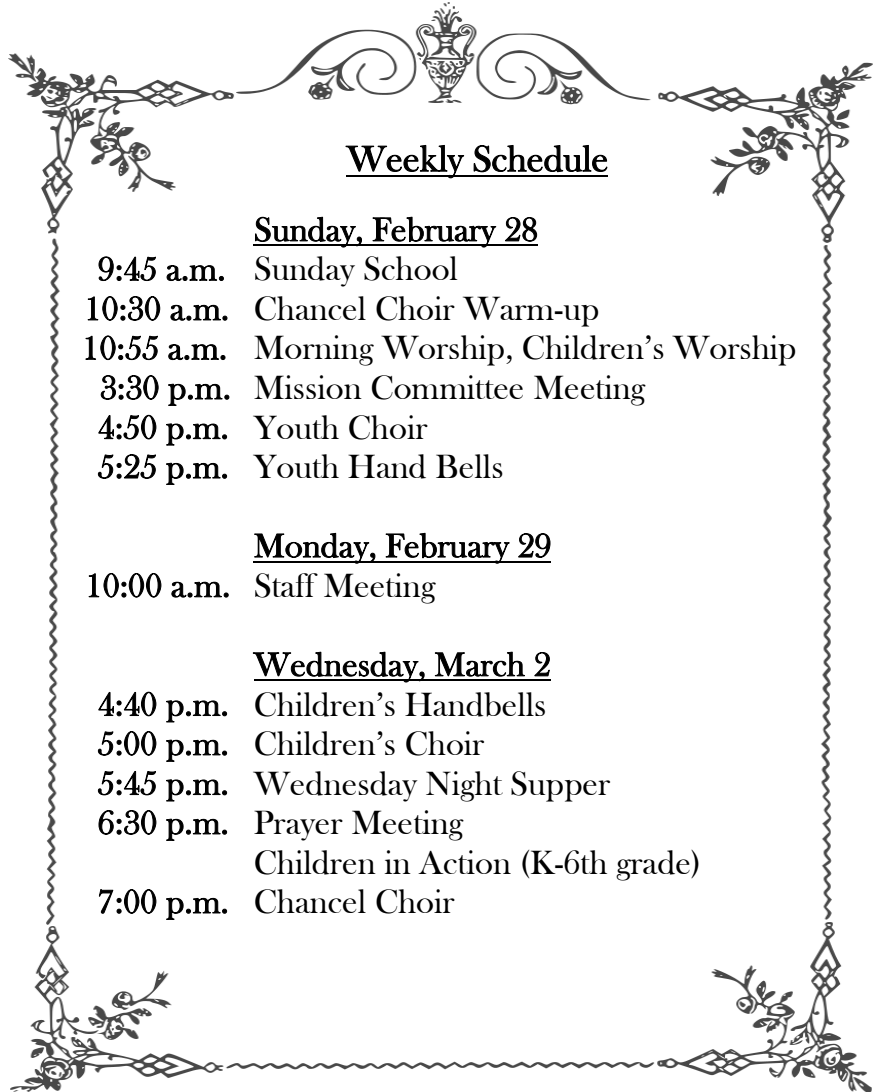 Weekly Schedule
Sunday, February 28
9:45 a.m. Sunday School
10:30 a.m. Chancel Choir Warm-up
10:55 a.m. Morning Worship, Children’s Worship
3:30 p.m. Mission Committee Meeting
4:50 p.m. Youth Choir
5:25 p.m. Youth Hand Bells
Monday, February 29
10:00 a.m. Staff Meeting
Wednesday, March 2
4:40 p.m. Children’s Handbells
5:00 p.m. Children’s Choir
5:45 p.m. Wednesday Night Supper
6:30 p.m. Prayer Meeting
Children in Action (K-6th grade)
7:00 p.m. Chancel Choir